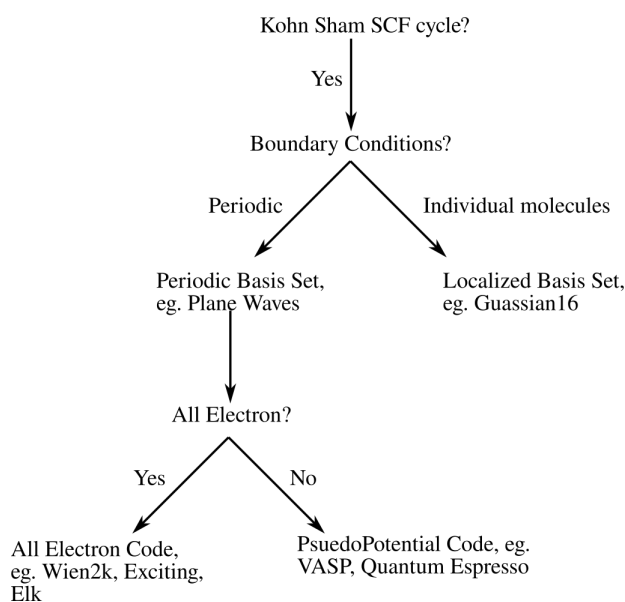 Kohn Sham SCF cycle?
Yes
Boundary Conditions?
Periodic
Individual molecules
Periodic Basis Set,
eg. Plane Waves
Localized Basis Set,
eg. Guassian16
All Electron?
Yes
No
All Electron Code,
eg. Wien2k, Exciting,
Elk
PsuedoPotential Code, eg.
VASP, Quantum Espresso